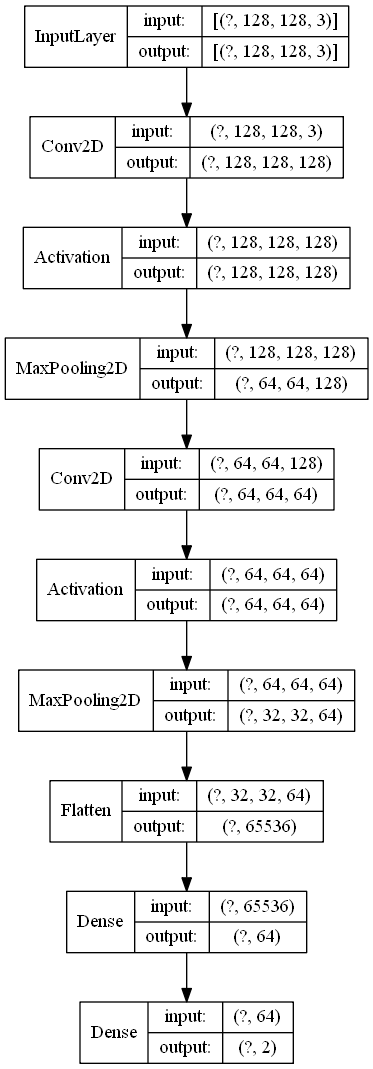 InputLayer input: [(?, 128, 128, 3)]
output: [(?, 128, 128, 3)]
Conv2D input: (?, 128, 128, 3)
output: (?, 128, 128, 128)
Activation input: (?, 128, 128, 128)
output: (?, 128, 128, 128)
MaxPooling2D input: (?, 128, 128, 128)
output: (?, 64, 64, 128)
Conv2D input: (?, 64, 64, 128)
output: (?, 64, 64, 64)
Activation input: (?, 64, 64, 64)
output: (?, 64, 64, 64)
MaxPooling2D input: (?, 64, 64, 64)
output: (?, 32, 32, 64)
Flatten input: (?, 32, 32, 64)
output: (?, 65536)
Dense input: (?, 65536)
output: (?, 64)
Dense input: (?, 64)
output: (?, 2)